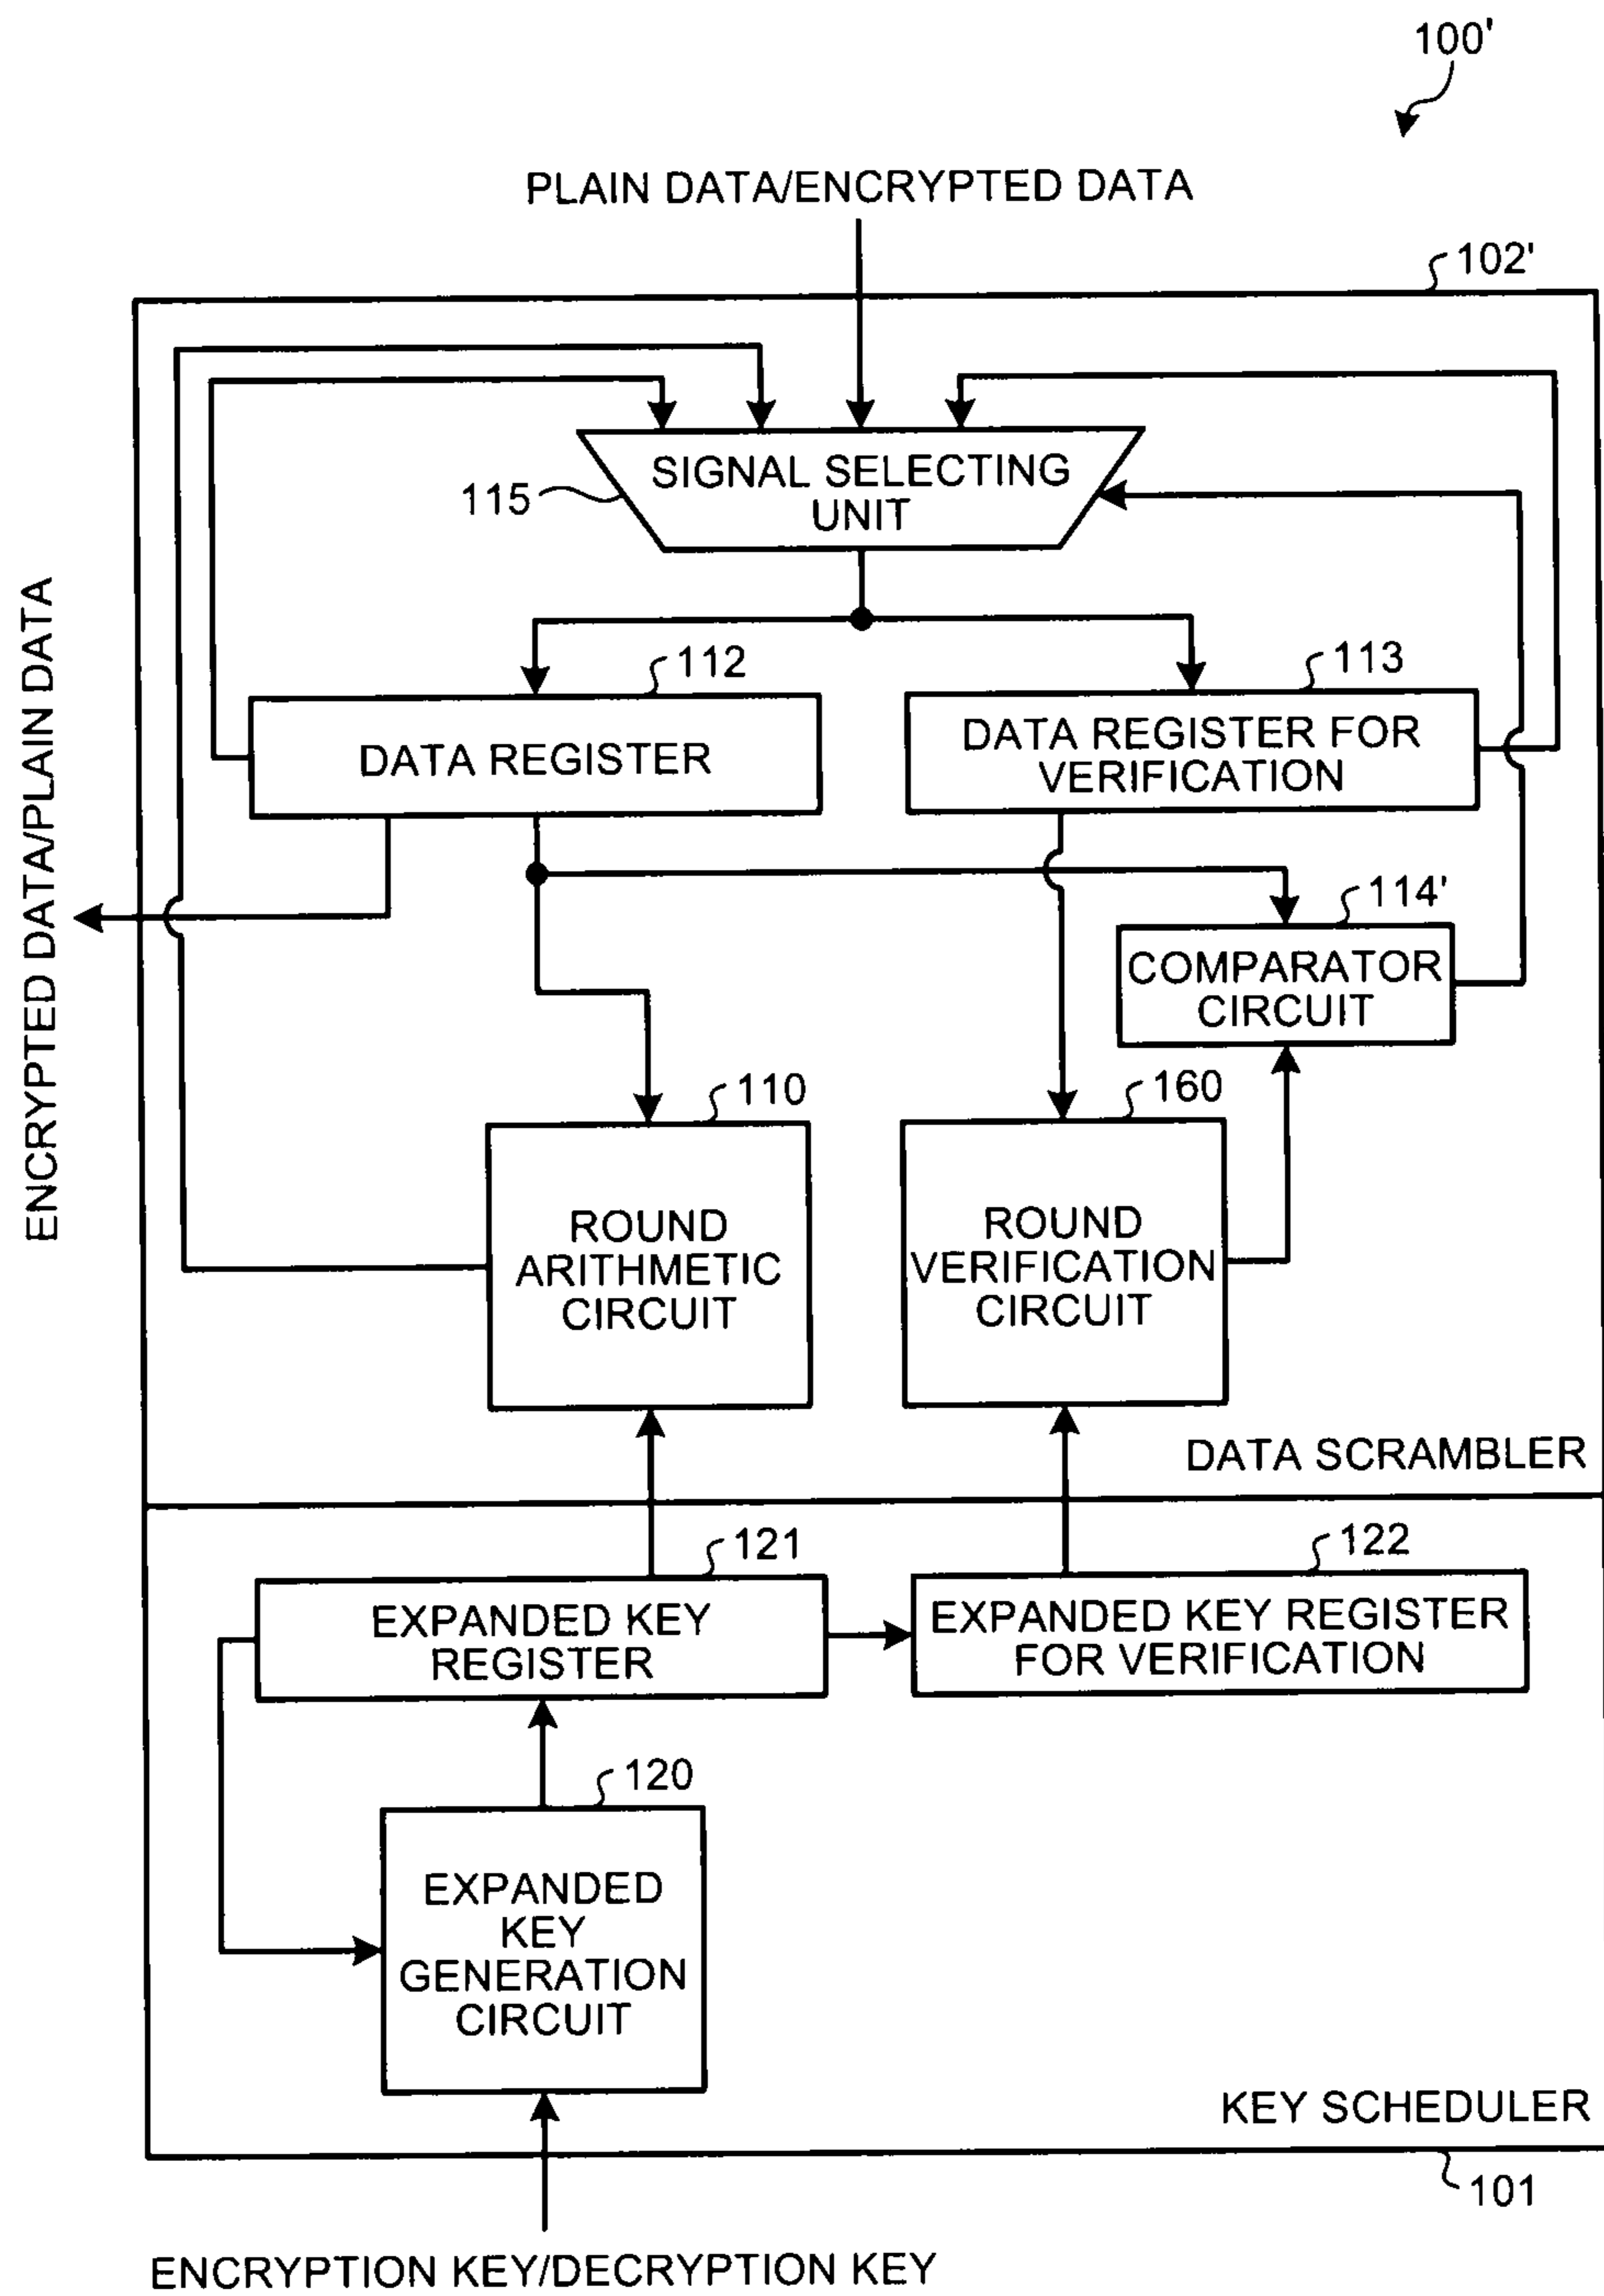 100'
PLAIN DATA/ENCRYPTED DATA
102'
SIGNAL SELECTING
UNIT
115
112
113
DATA REGISTER
DATA REGISTER FOR
VERIFICATION
ENCRYPTED DATA/PLAIN DATA
114'
COMPARATOR
CIRCUIT
110
160
ROUND
ARITHMETIC
CIRCUIT
ROUND
VERIFICATION
CIRCUIT
DATA SCRAMBLER
121
122
EXPANDED KEY
REGISTER
EXPANDED KEY REGISTER
FOR VERIFICATION
120
EXPANDED
KEY
GENERATION
CIRCUIT
KEY SCHEDULER
101
ENCRYPTION KEY/DECRYPTION KEY